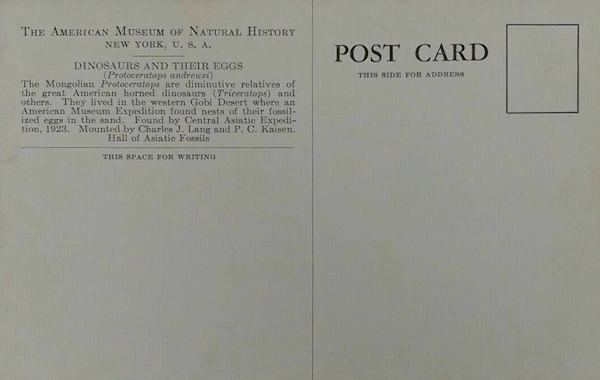 The American Museum of Natural History
NEW YORK, U. S. A.
DINOSAURS AND THEIR EGGS
(Protoceratops andrewsi)
The Mongolian Protoceratops are diminutive relatives of
the great American horned dinosaurs (Triceratops) and
others. They lived in the western Gobi Desert where an
American Museum Expedition found nests of their fossil-
ized eggs in the sand. Found by Central Asiatic Expedi-
tion, 1923. Mounted by Charles J. Lang and P. C. Kaisen.
Hall of Asiatic Fossils
THIS SPACE FOR WRITING
POST CARD
THIS SIDE FOR ADDRESS